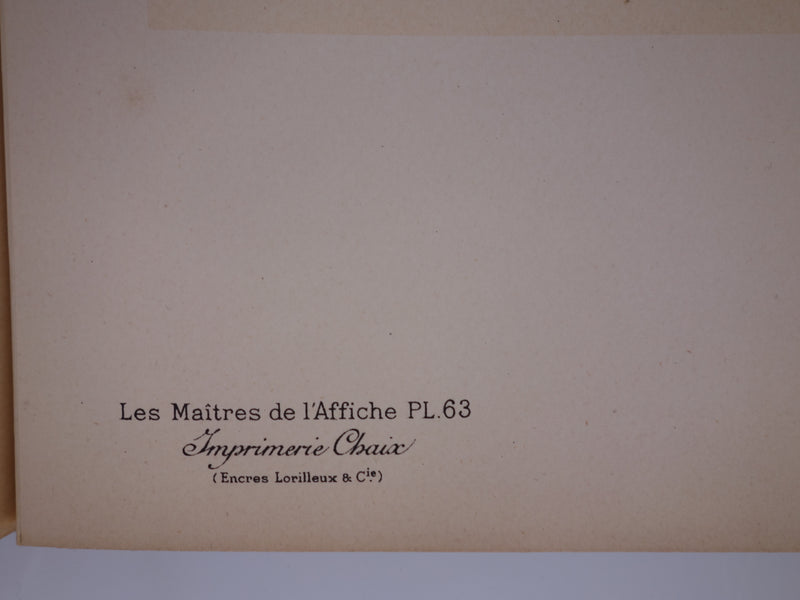 Les Maîtres de l'Affiche PL.63
Imprimerie Chaix
(Encres Lorilleux & Cie.)